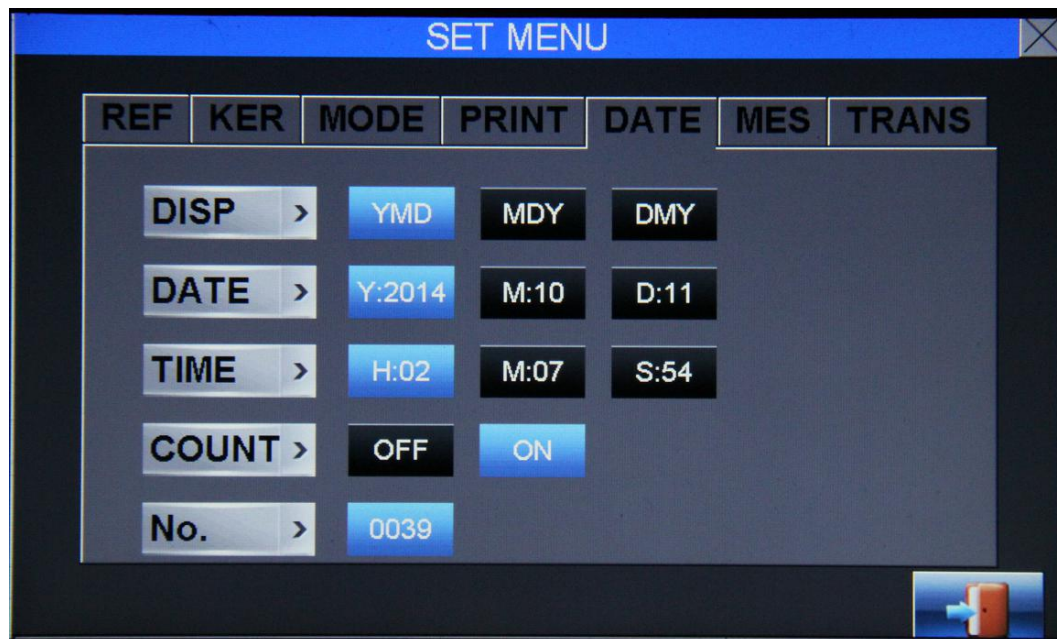 SET MENU
REF KER MODE PRINT DATE MES TRANS
DISP > YMD MDY DMY
DATE > Y:2014 M:10 D:11
TIME > H:02 M:07 S:54
COUNT > OFF ON
No. > 0039